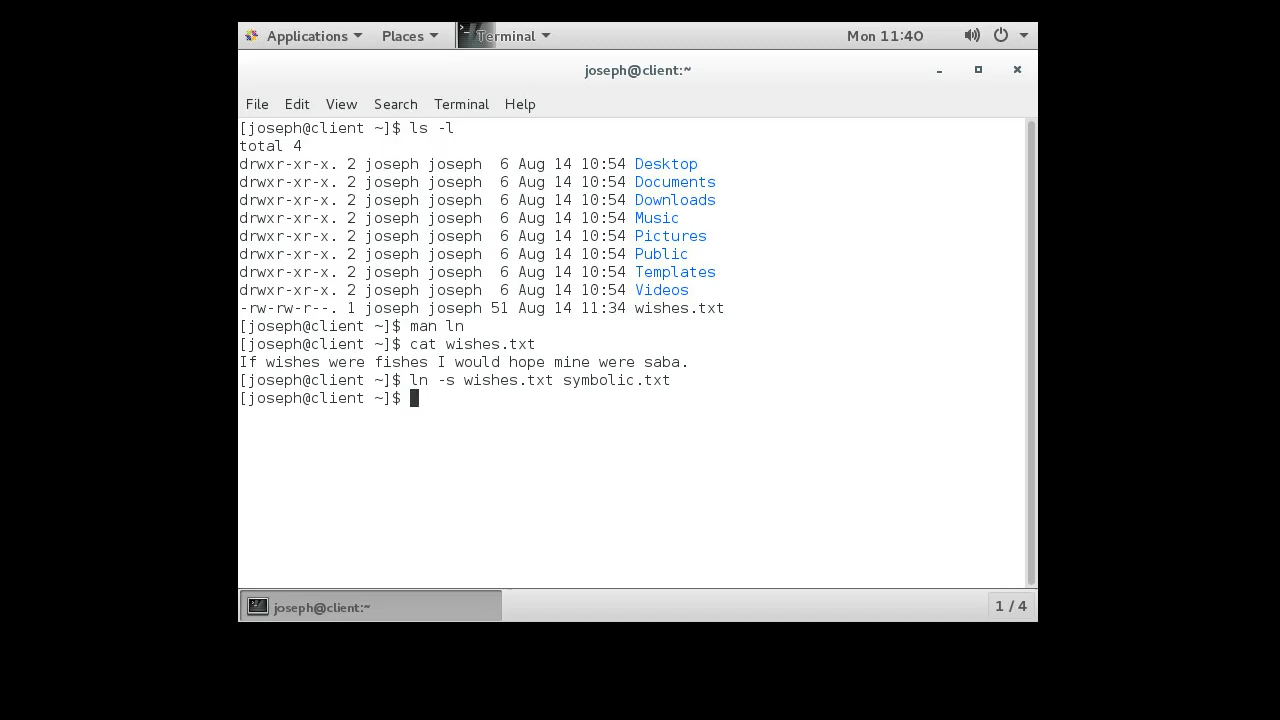 Applications Places Terminal Mon 11:40
joseph@client:~
File Edit View Search Terminal Help
[joseph@client ~]$ ls -l
total 4
drwxr-xr-x. 2 joseph joseph  6 Aug 14 10:54 Desktop
drwxr-xr-x. 2 joseph joseph  6 Aug 14 10:54 Documents
drwxr-xr-x. 2 joseph joseph  6 Aug 14 10:54 Downloads
drwxr-xr-x. 2 joseph joseph  6 Aug 14 10:54 Music
drwxr-xr-x. 2 joseph joseph  6 Aug 14 10:54 Pictures
drwxr-xr-x. 2 joseph joseph  6 Aug 14 10:54 Public
drwxr-xr-x. 2 joseph joseph  6 Aug 14 10:54 Templates
drwxr-xr-x. 2 joseph joseph  6 Aug 14 10:54 Videos
-rw-rw-r--. 1 joseph joseph 51 Aug 14 11:34 wishes.txt
[joseph@client ~]$ man ln
[joseph@client ~]$ cat wishes.txt
If wishes were fishes I would hope mine were saba.
[joseph@client ~]$ ln -s wishes.txt symbolic.txt
[joseph@client ~]$
joseph@client:~ 1 / 4